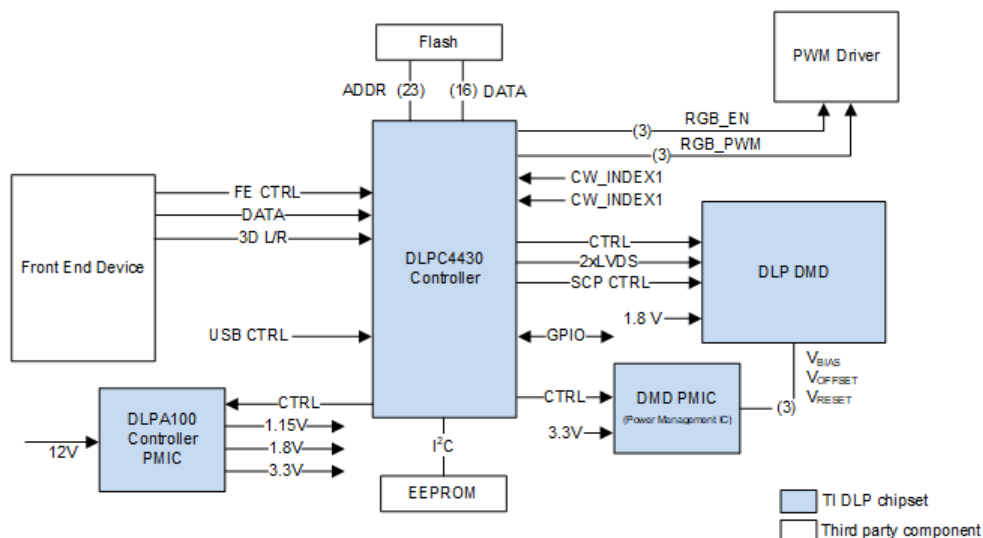 Flash
PWM Driver
ADDR (23) (16) DATA
RGB_EN
(3)
RGB_PWM
(3)
CW_INDEX1
CW_INDEX1
Front End Device
FE CTRL
DATA
3D L/R
DLPC4430
Controller
CTRL
2xLVDS
SCP CTRL
DLP DMD
1.8 V
USB CTRL
GPIO
VBIAS
VOFFSET
VRESET
(3)
DMD PMIC
(Power Management IC)
CTRL
3.3V
DLPA100
Controller
PMIC
CTRL
1.15V
1.8V
3.3V
12V
I²C
EEPROM
TI DLP chipset
Third party component